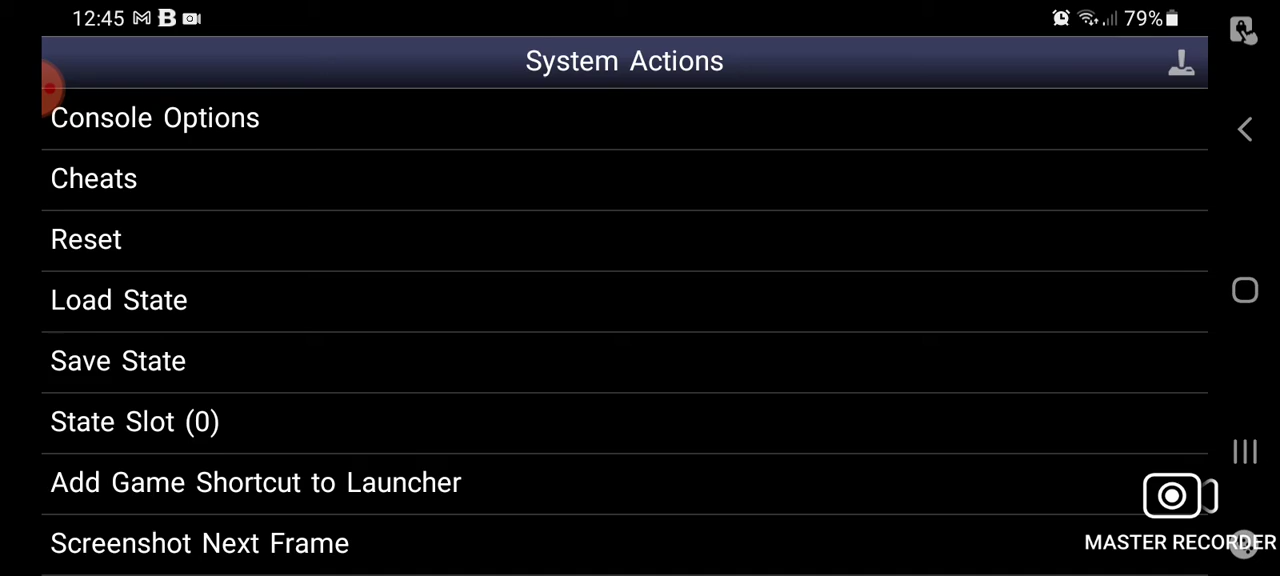 12:45
79%
System Actions
Console Options
Cheats
Reset
Load State
Save State
State Slot (0)
Add Game Shortcut to Launcher
Screenshot Next Frame
MASTER RECORDER